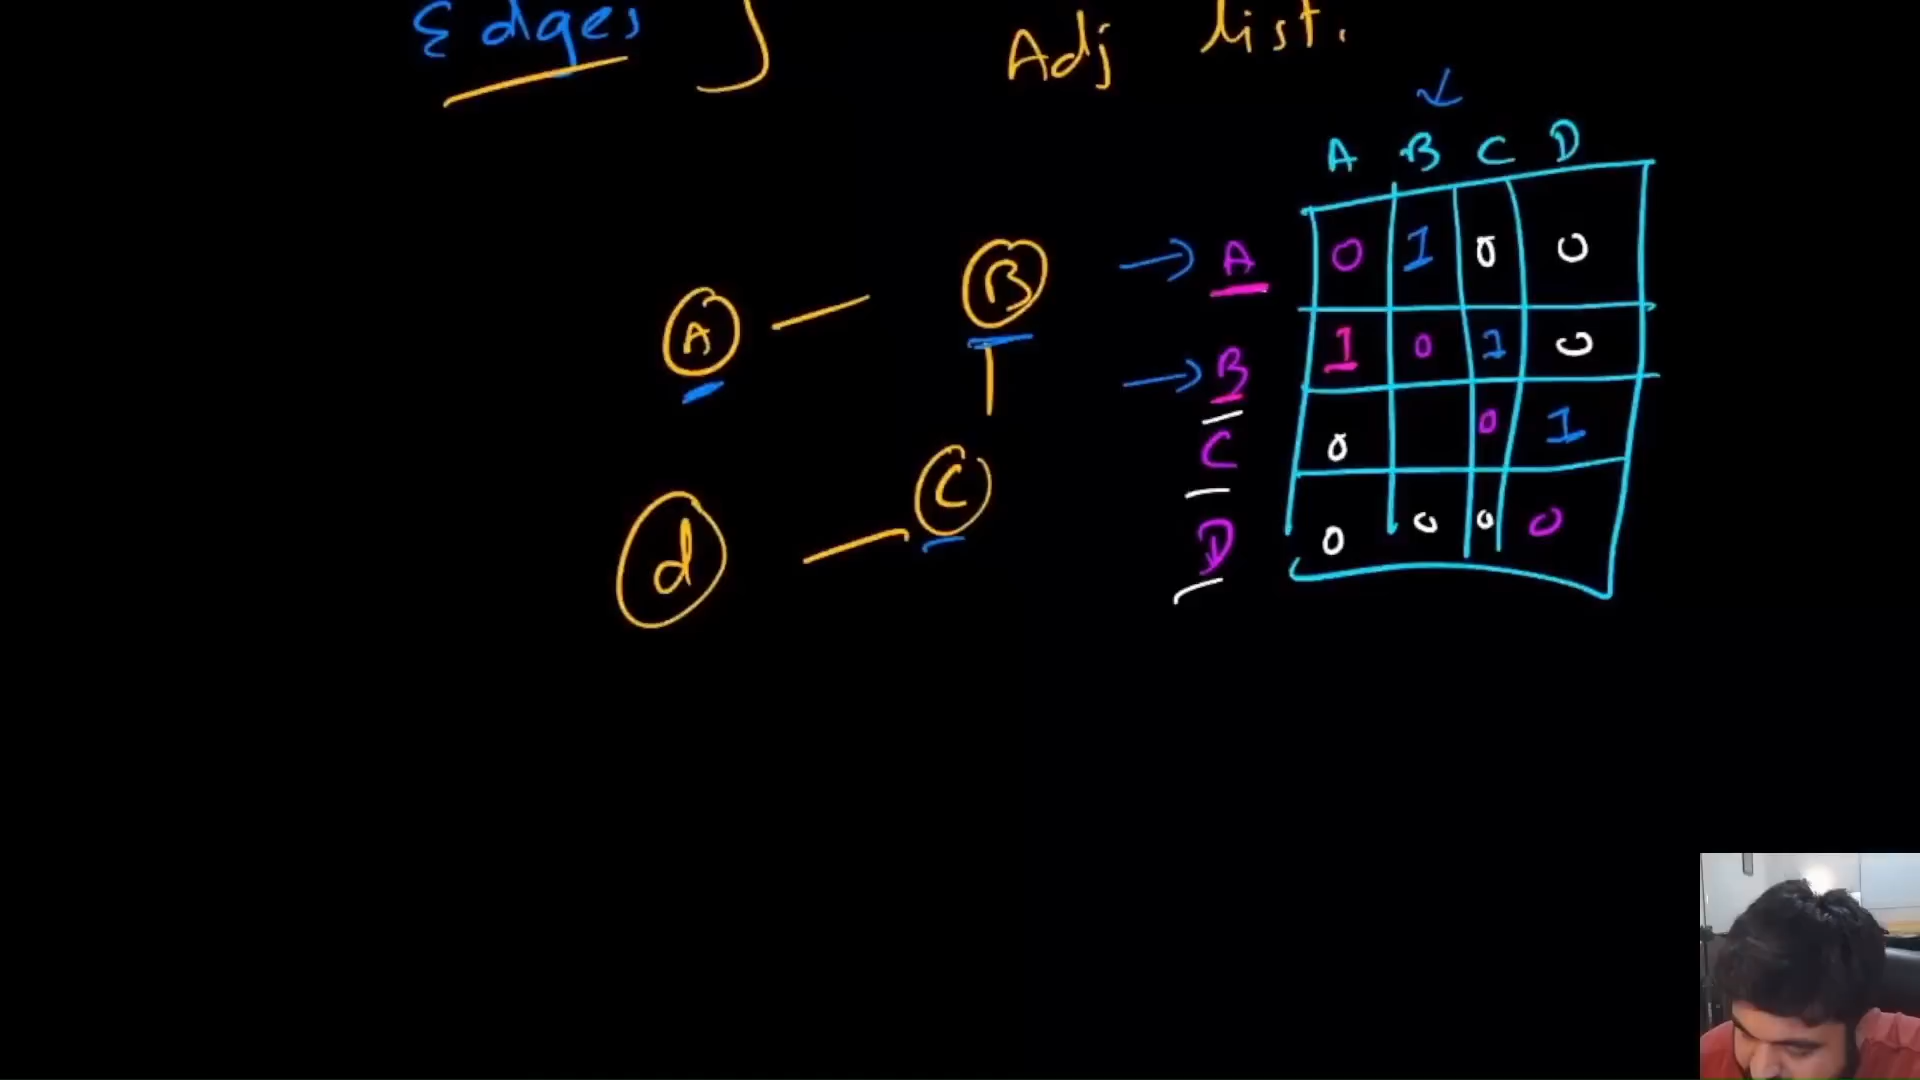 Edges }
Adj list.
A B C D
A 0 1 0 0
B 1 0 1 0
C 0 0 1
D 0 0 0 0
A B
d C